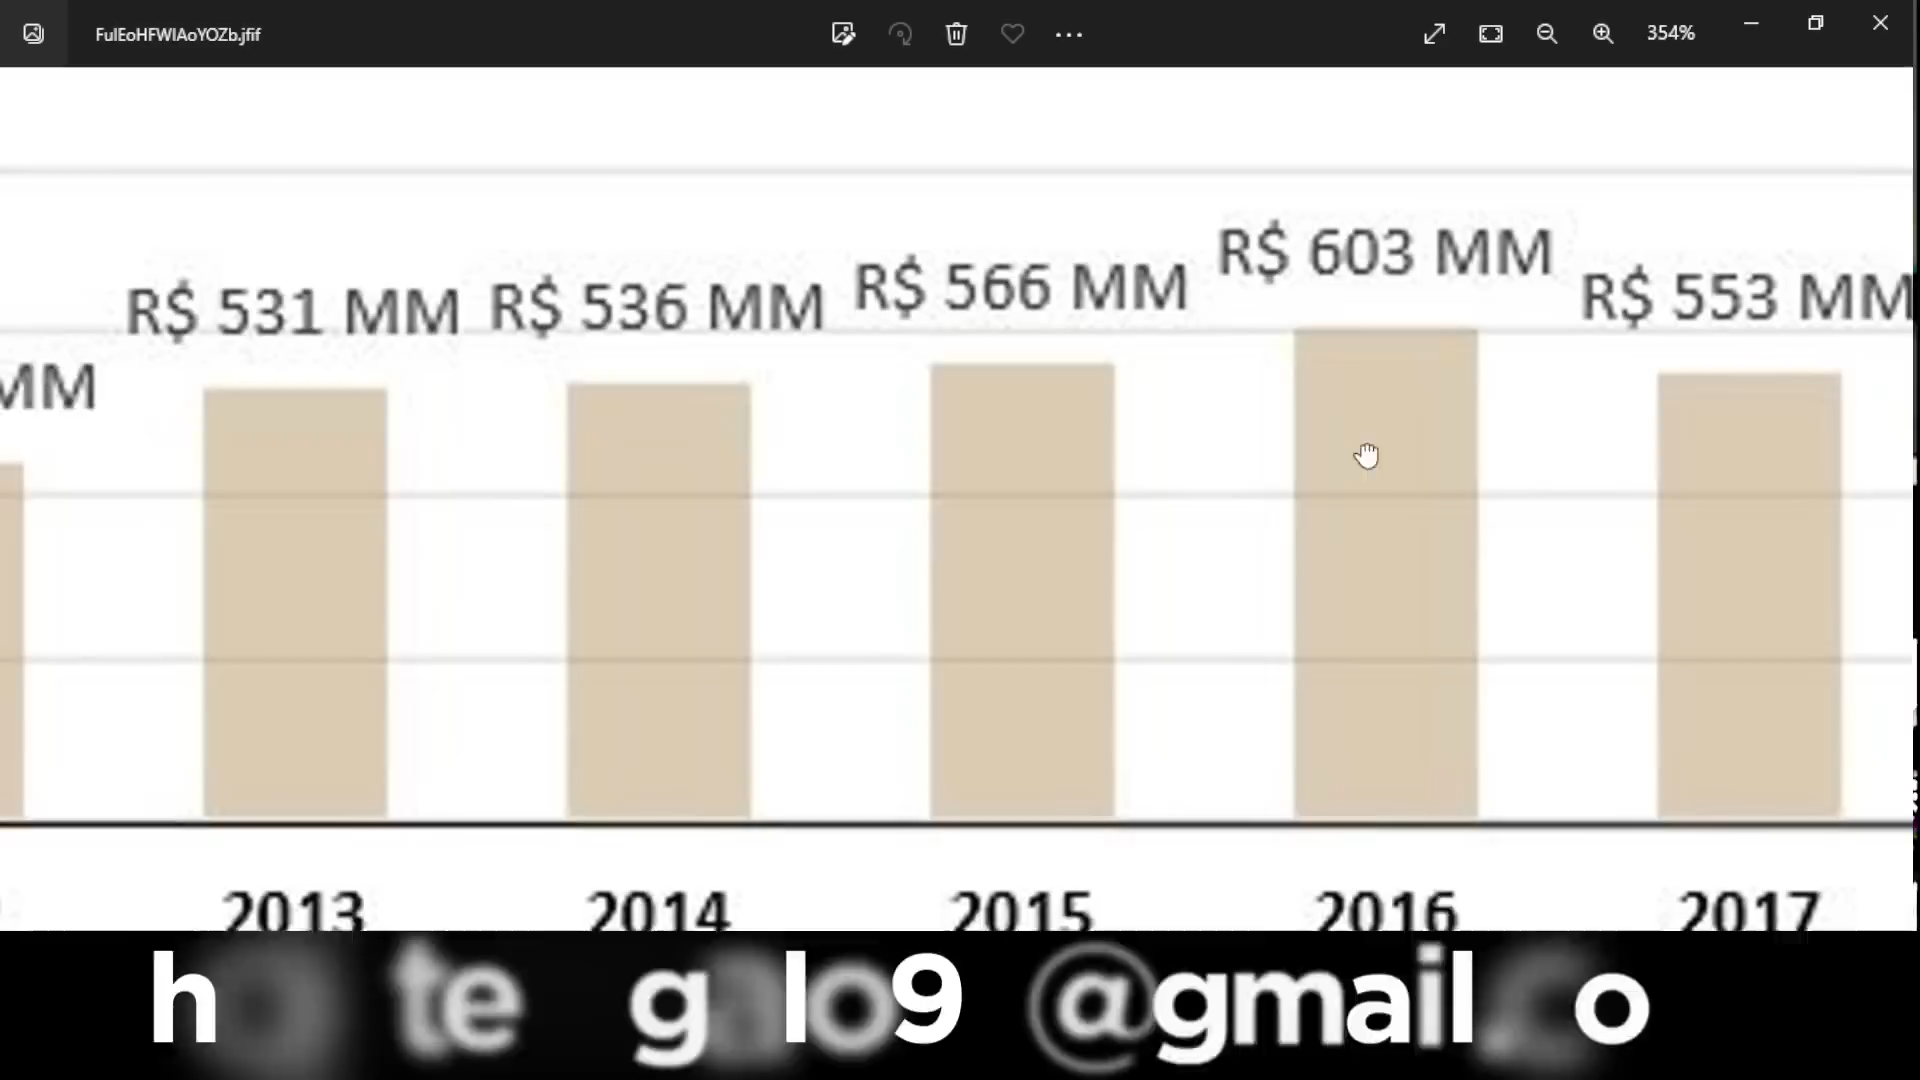 FulEoHFWIAoYOZb.jfif
354%
R$ 603 MM
R$ 566 MM
R$ 553 MM
R$ 536 MM
R$ 531 MM
MM
2013 2014 2015 2016 2017